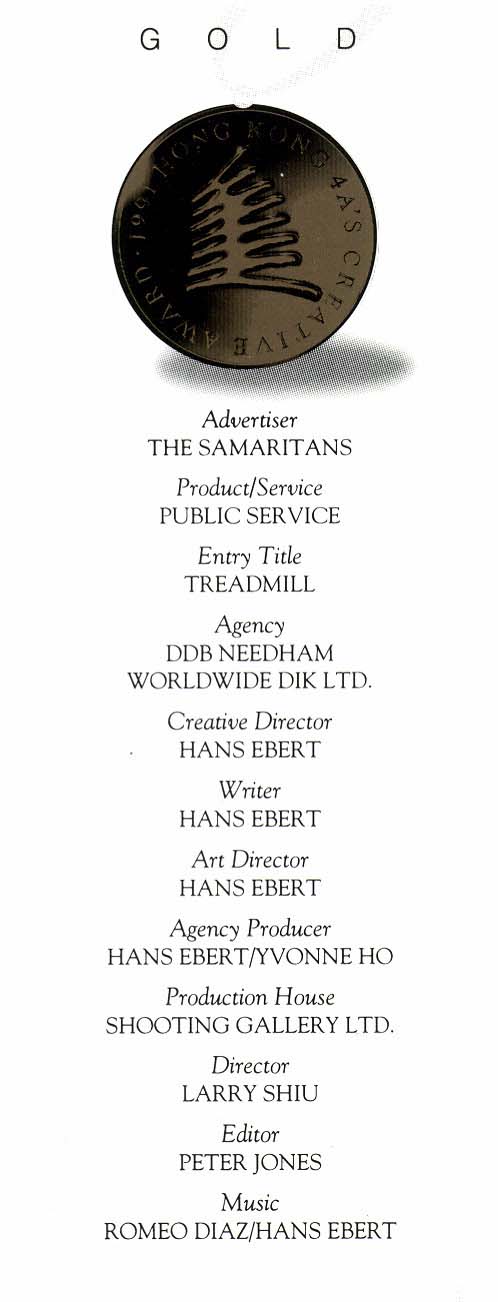 G O L D
· 1991 HONG KONG 4A'S CREATIVE AWARD
Advertiser
THE SAMARITANS
Product/Service
PUBLIC SERVICE
Entry Title
TREADMILL
Agency
DDB NEEDHAM
WORLDWIDE DIK LTD.
Creative Director
HANS EBERT
Writer
HANS EBERT
Art Director
HANS EBERT
Agency Producer
HANS EBERT/YVONNE HO
Production House
SHOOTING GALLERY LTD.
Director
LARRY SHIU
Editor
PETER JONES
Music
ROMEO DIAZ/HANS EBERT